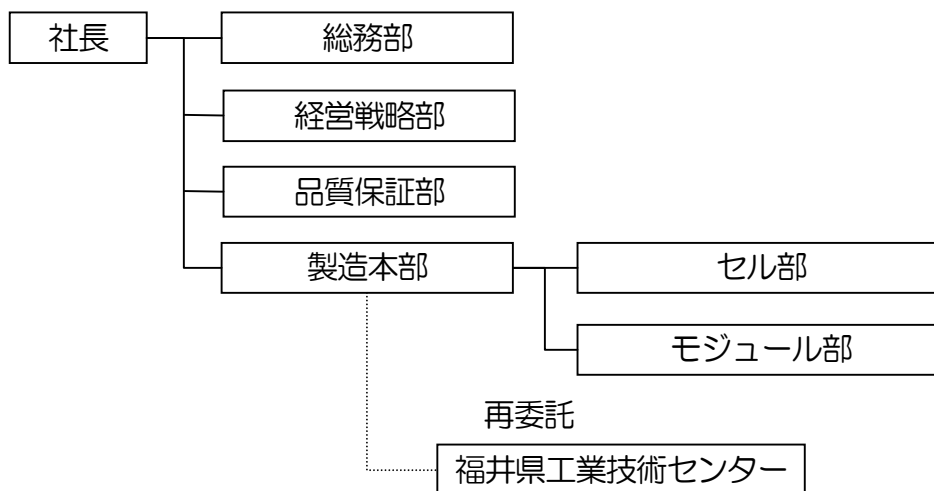 社長
総務部
経営戦略部
品質保証部
製造本部
セル部
モジュール部
再委託
福井県工業技術センター